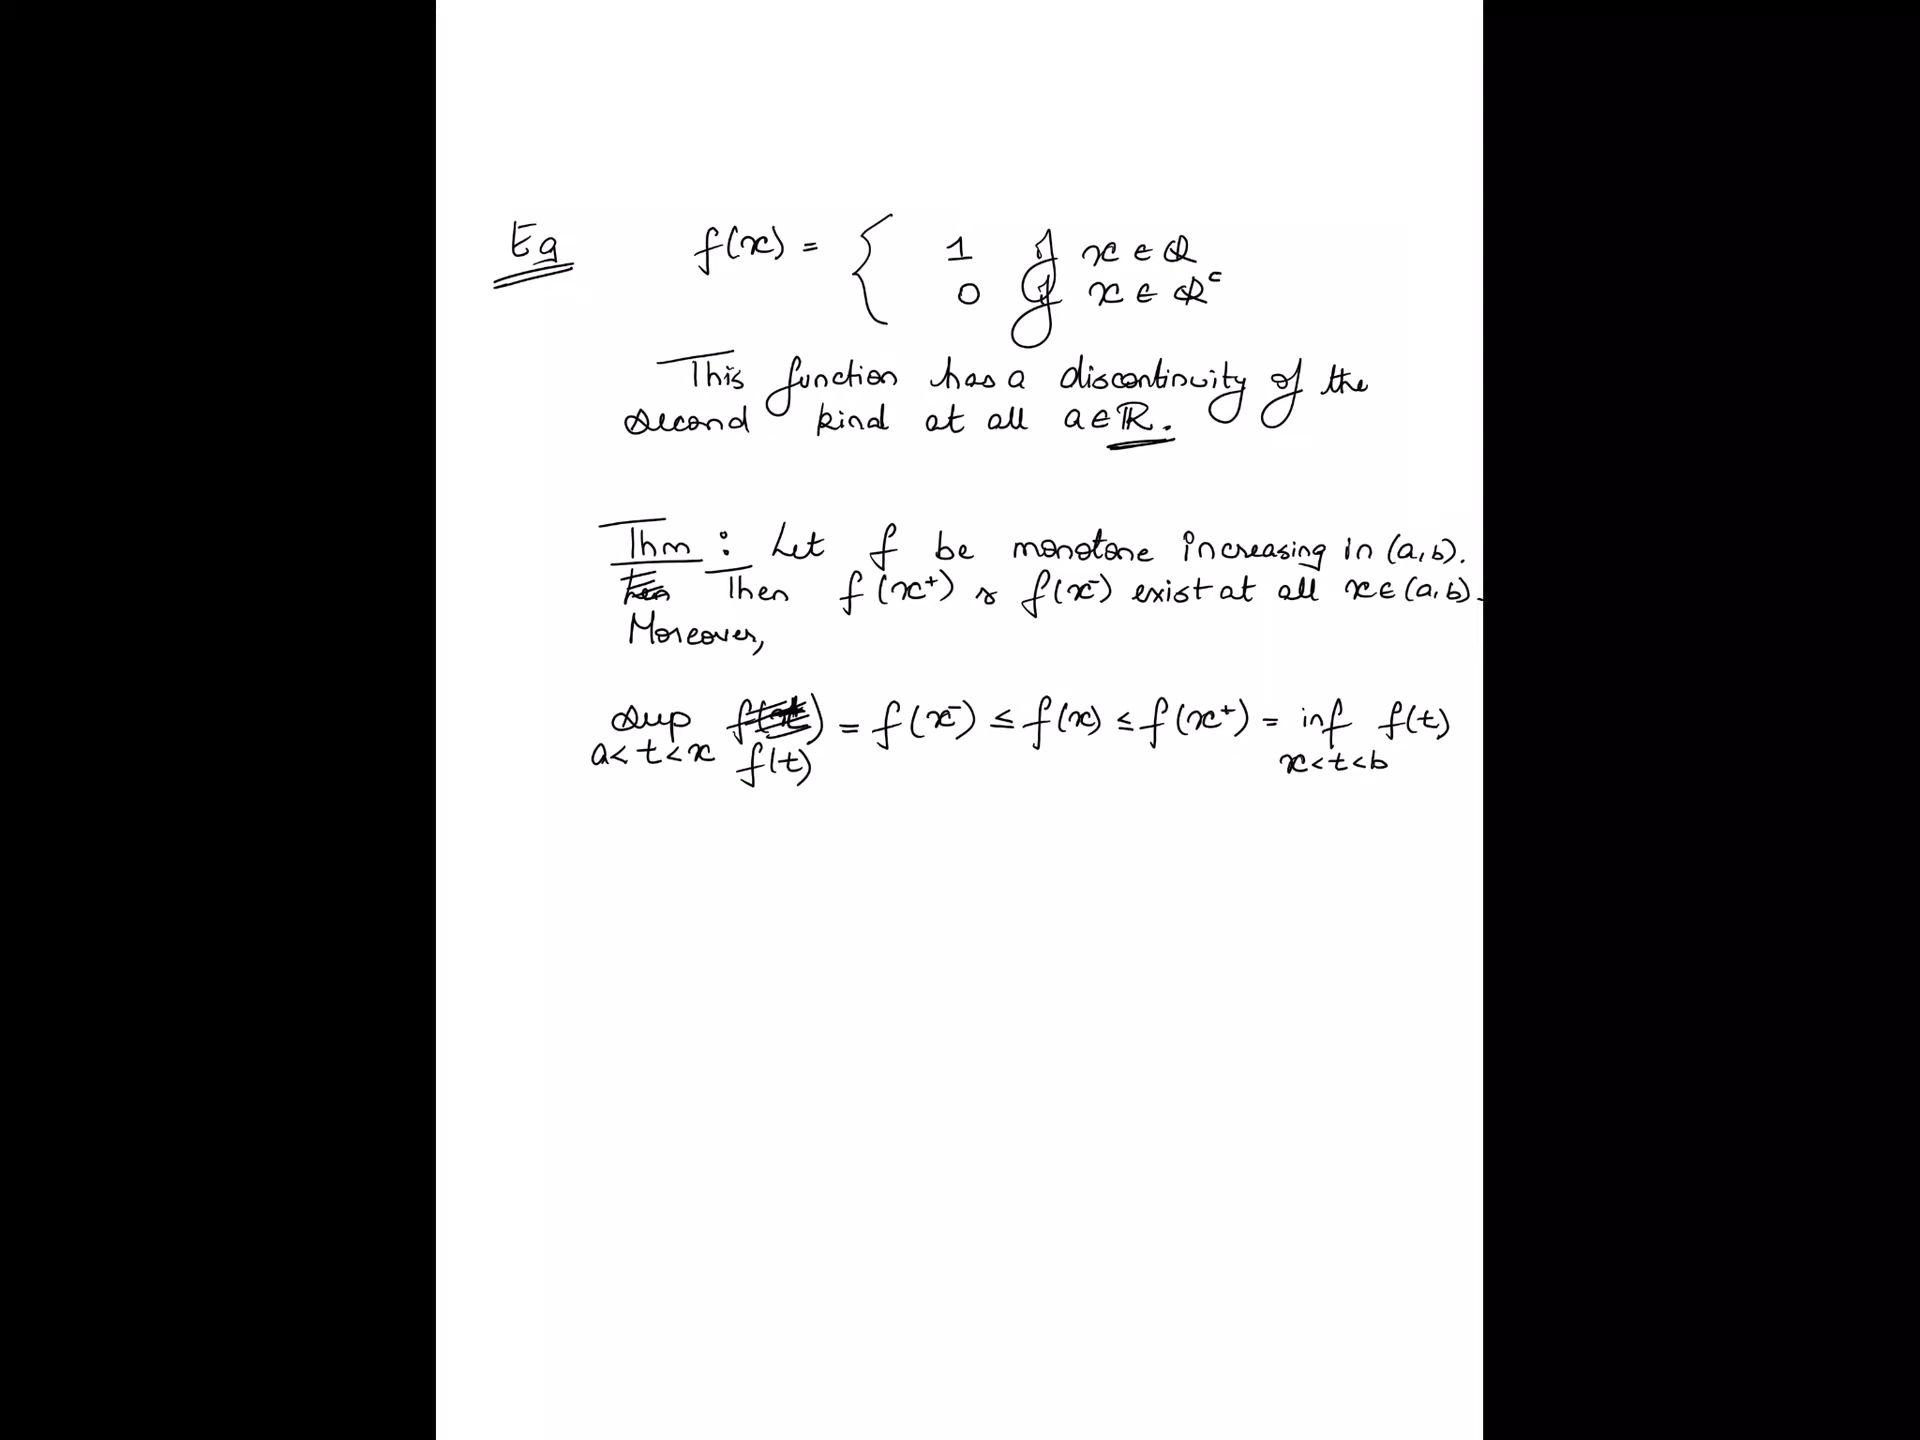 Eg f(x) = { 1 if x ∈ ℚ
0 if x ∈ ℚᶜ
This function has a discontinuity of the
second kind at all a ∈ ℝ.
Thm : Let f be monotone increasing in (a, b).
Then f(x⁺) & f(x⁻) exist at all x ∈ (a, b).
Moreover,
sup = f(x⁻) ≤ f(x) ≤ f(x⁺) = inf f(t)
a < t < x f(t) x < t < b